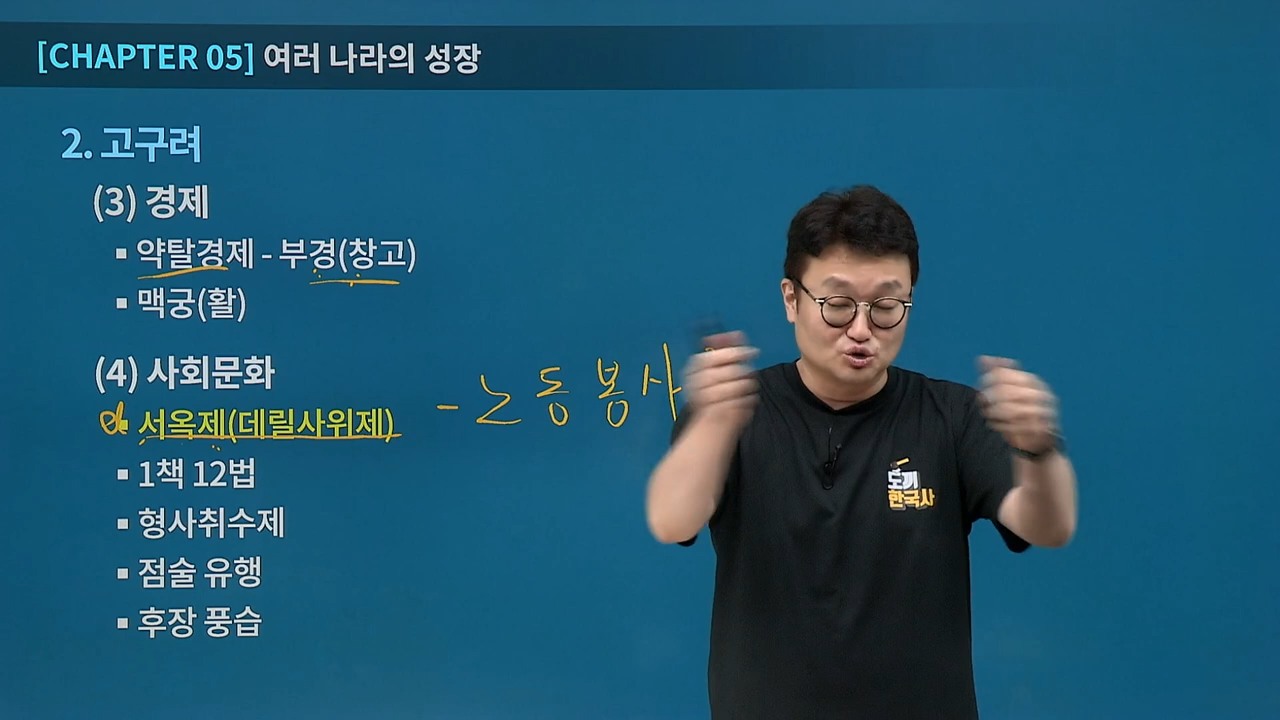 [CHAPTER 05] 여러 나라의 성장
2. 고구려
(3) 경제
▪ 약탈경제 - 부경(창고)
▪ 맥궁(활)
(4) 사회문화
▪ 서옥제(데릴사위제) - 노동봉사
▪ 1책 12법
▪ 형사취수제
▪ 점술 유행
▪ 후장 풍습
도끼
한국사